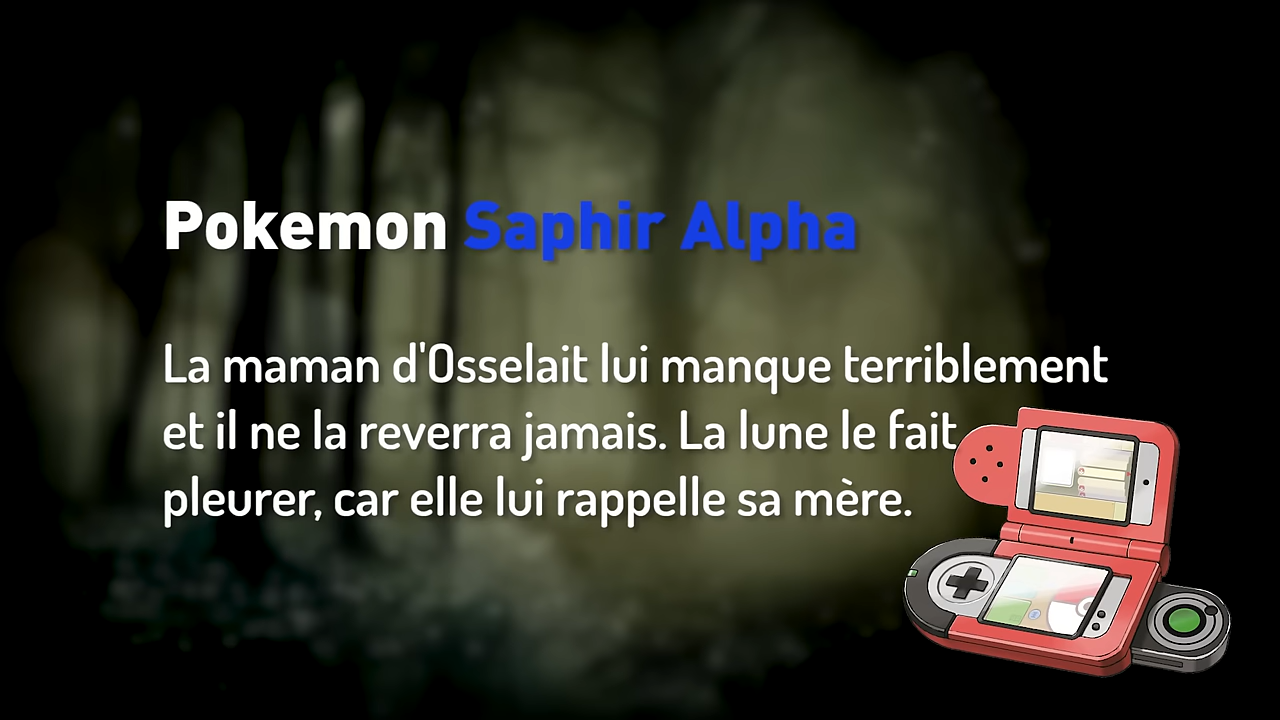 Pokemon Saphir Alpha
La maman d'Osselait lui manque terriblement
et il ne la reverra jamais. La lune le fait
pleurer, car elle lui rappelle sa mère.